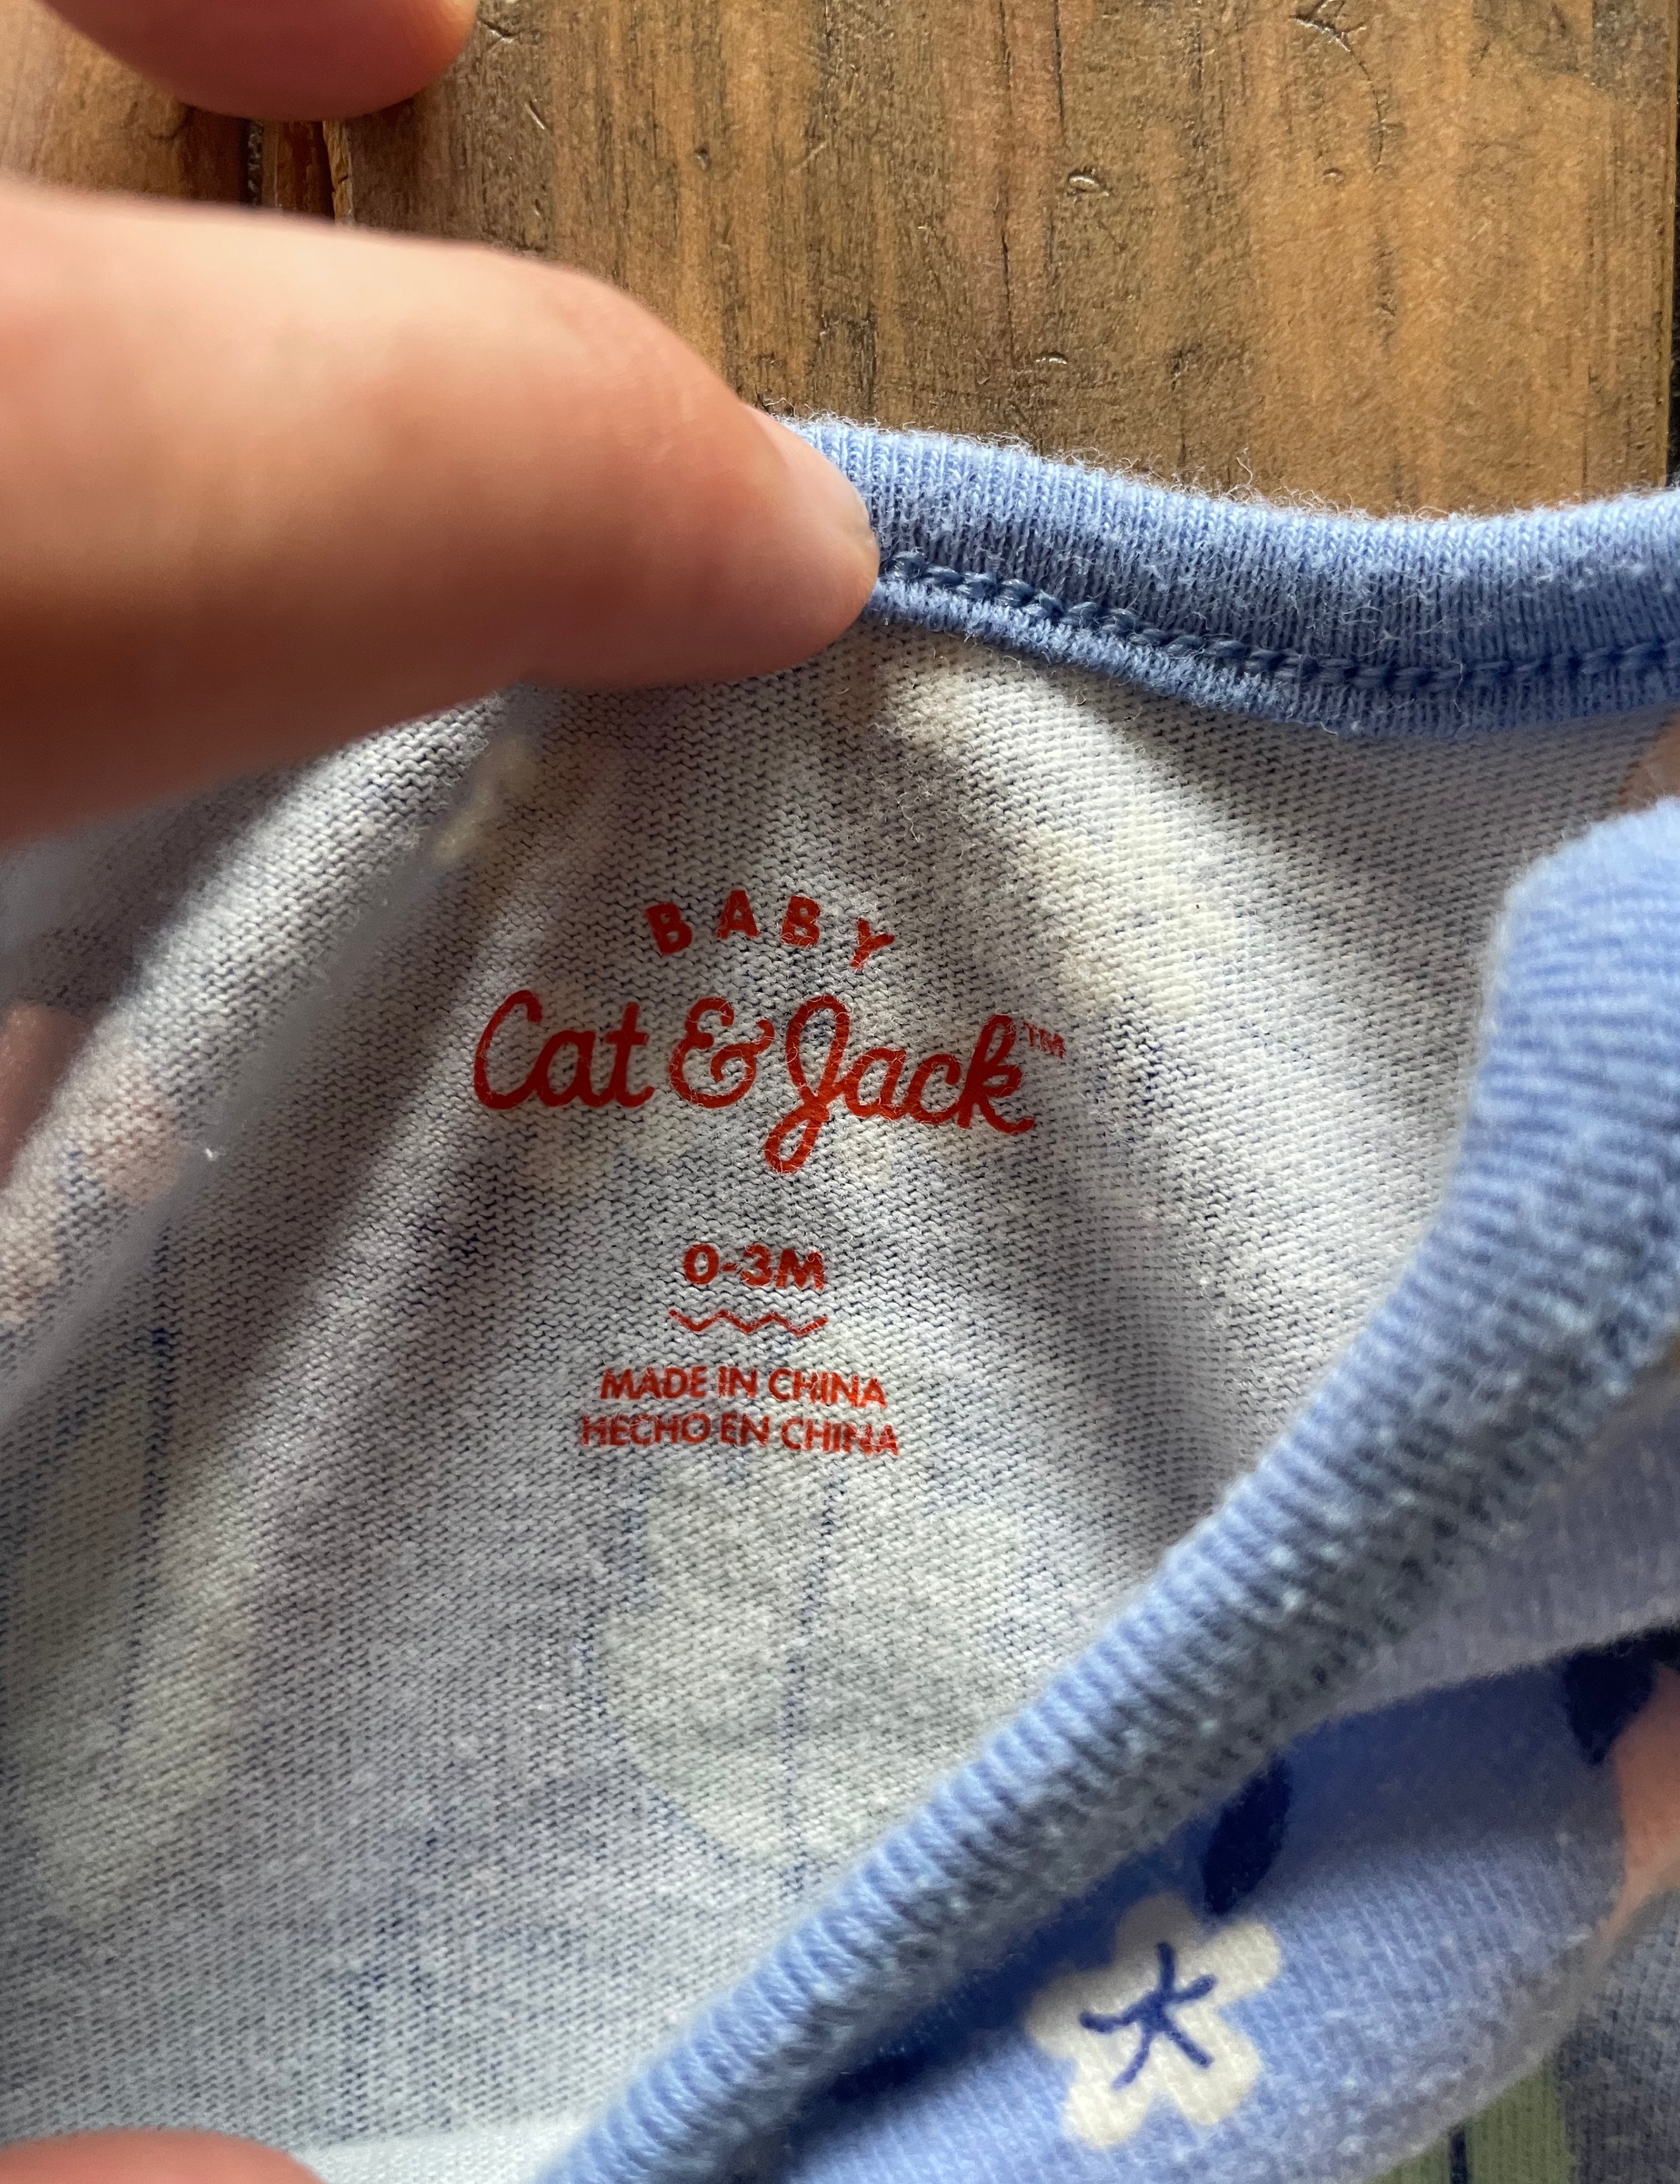 BABY
Cat & Jack™
0-3M
MADE IN CHINA
HECHO EN CHINA